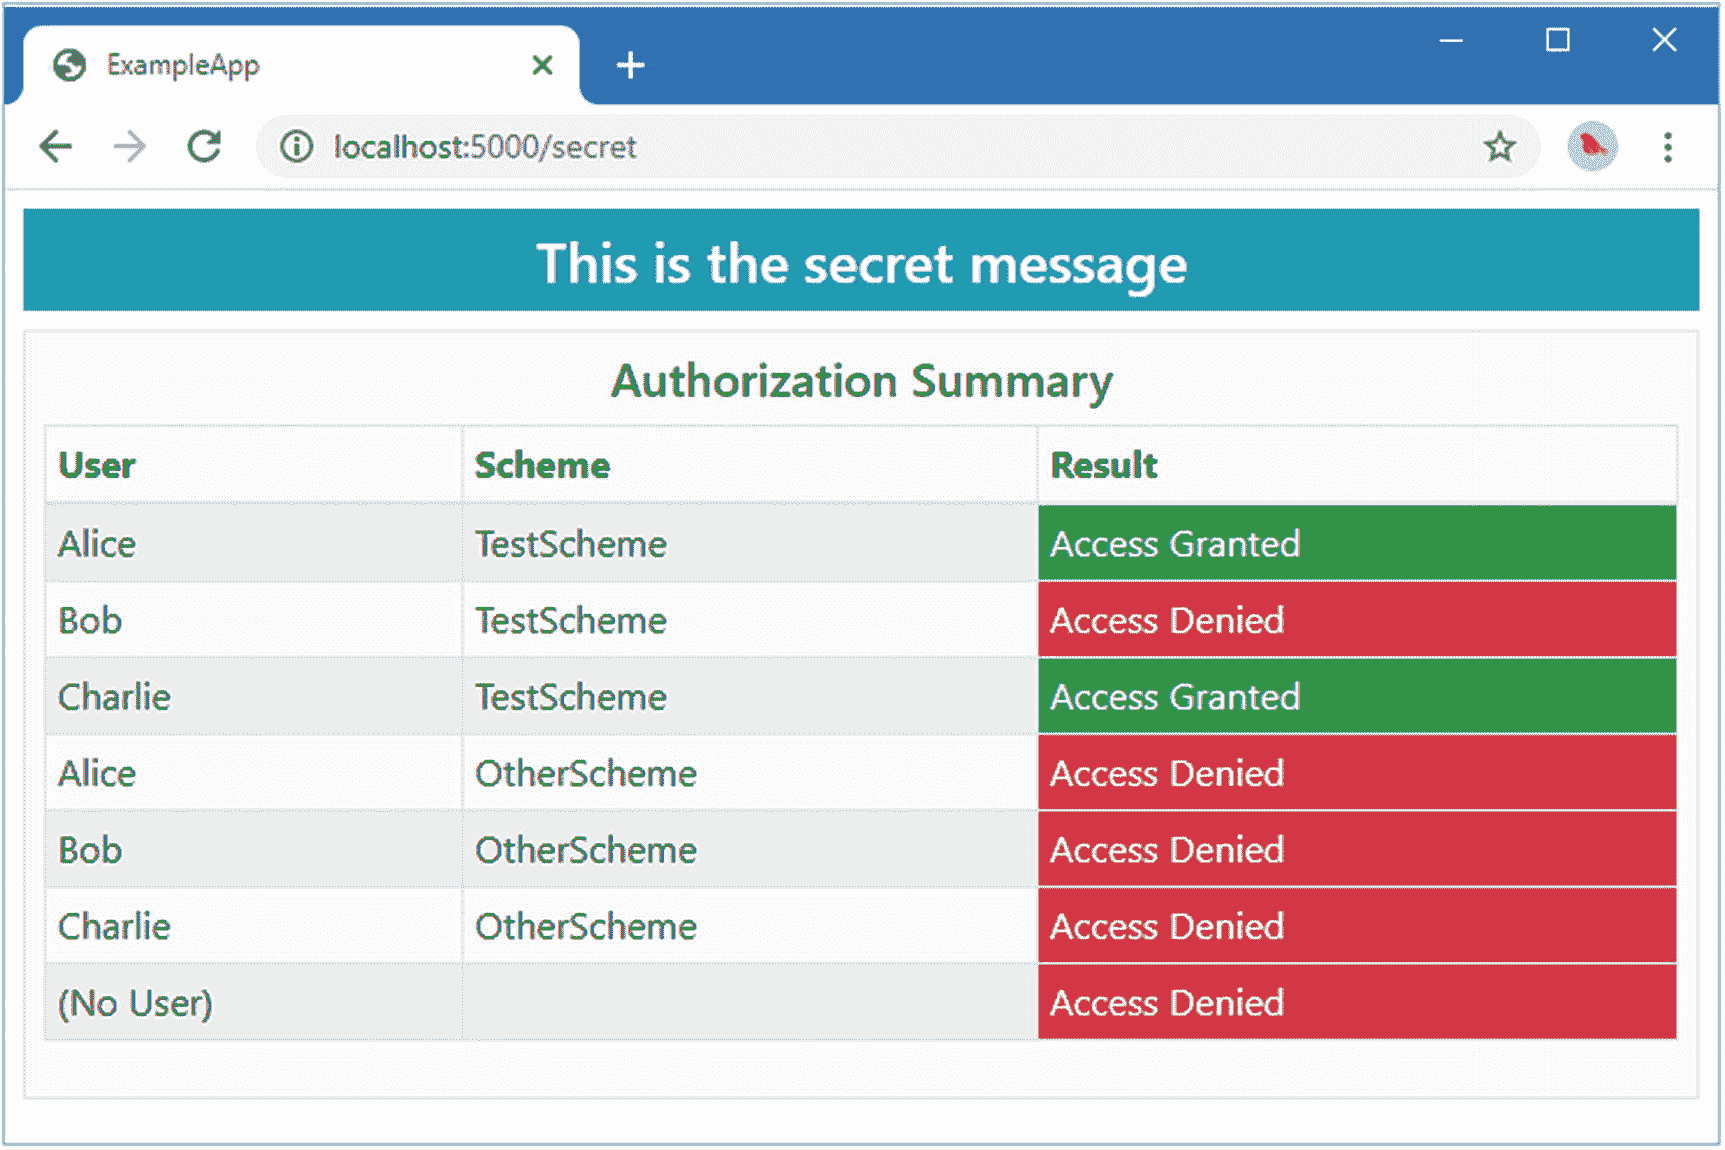 ExampleApp
localhost:5000/secret
This is the secret message
Authorization Summary
User Scheme Result
Alice TestScheme Access Granted
Bob TestScheme Access Denied
Charlie TestScheme Access Granted
Alice OtherScheme Access Denied
Bob OtherScheme Access Denied
Charlie OtherScheme Access Denied
(No User) Access Denied